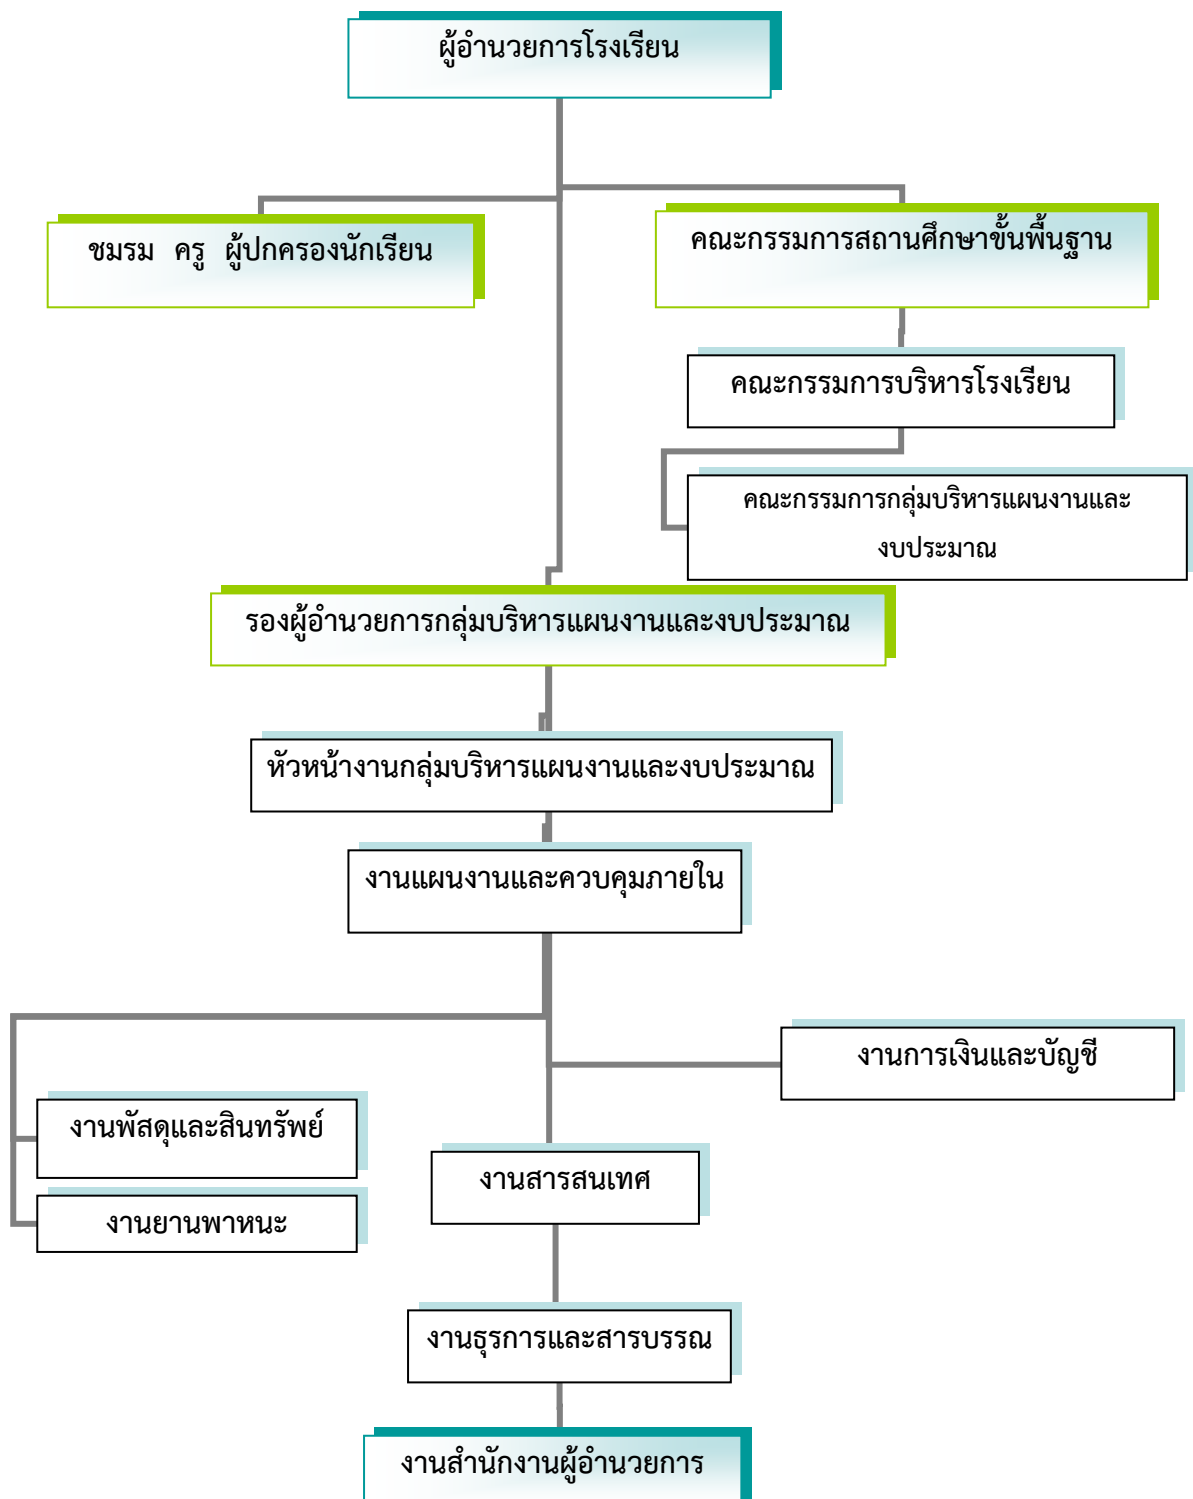 ผู้อำนวยการโรงเรียน
ชมรม ครู ผู้ปกครองนักเรียน
คณะกรรมการสถานศึกษาขั้นพื้นฐาน
คณะกรรมการบริหารโรงเรียน
คณะกรรมการกลุ่มบริหารแผนงานและ
งบประมาณ
รองผู้อำนวยการกลุ่มบริหารแผนงานและงบประมาณ
หัวหน้างานกลุ่มบริหารแผนงานและงบประมาณ
งานแผนงานและควบคุมภายใน
งานการเงินและบัญชี
งานพัสดุและสินทรัพย์
งานสารสนเทศ
งานยานพาหนะ
งานธุรการและสารบรรณ
งานสำนักงานผู้อำนวยการ